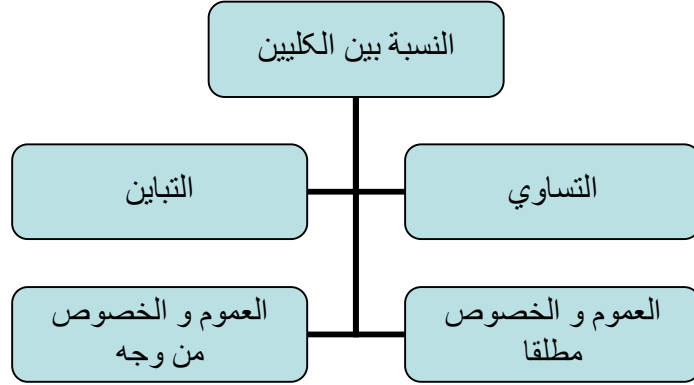 النسبة بين الكليين
التساوي
التباين
العموم و الخصوص
مطلقا
العموم و الخصوص
من وجه